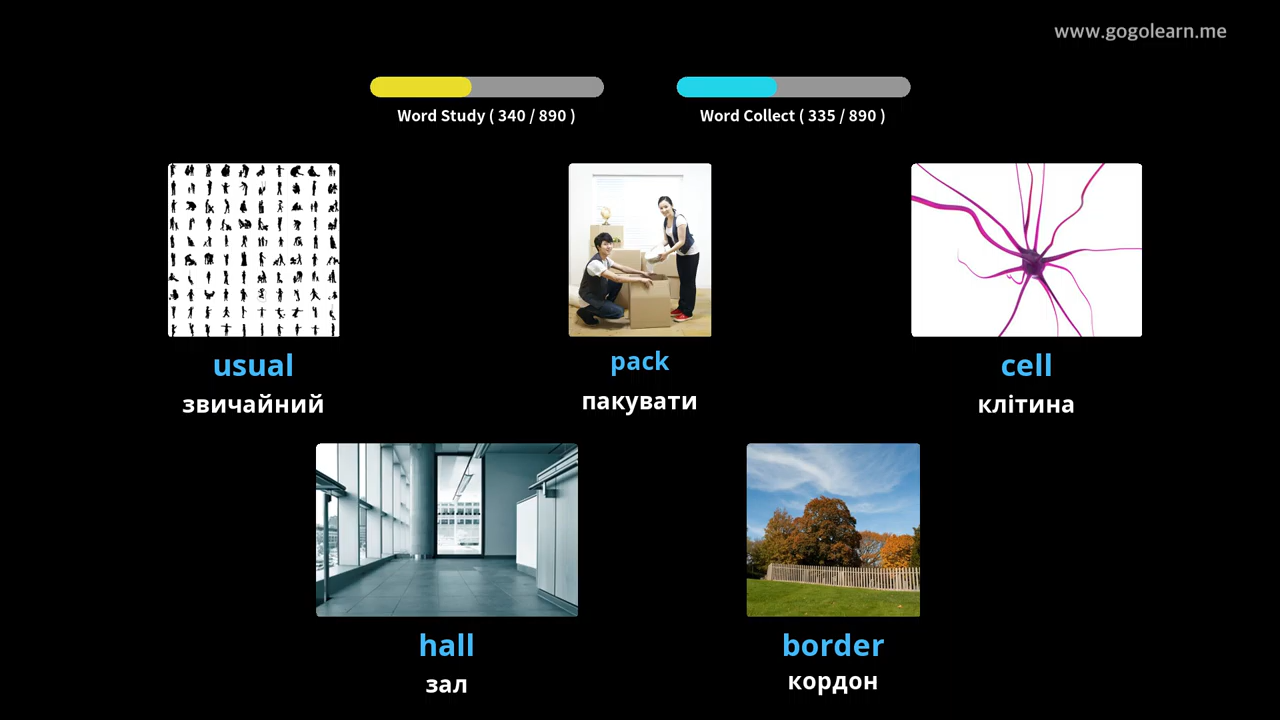 www.gogolearn.me
Word Study ( 340 / 890 )
Word Collect ( 335 / 890 )
usual
звичайний
pack
пакувати
cell
клітина
hall
зал
border
кордон